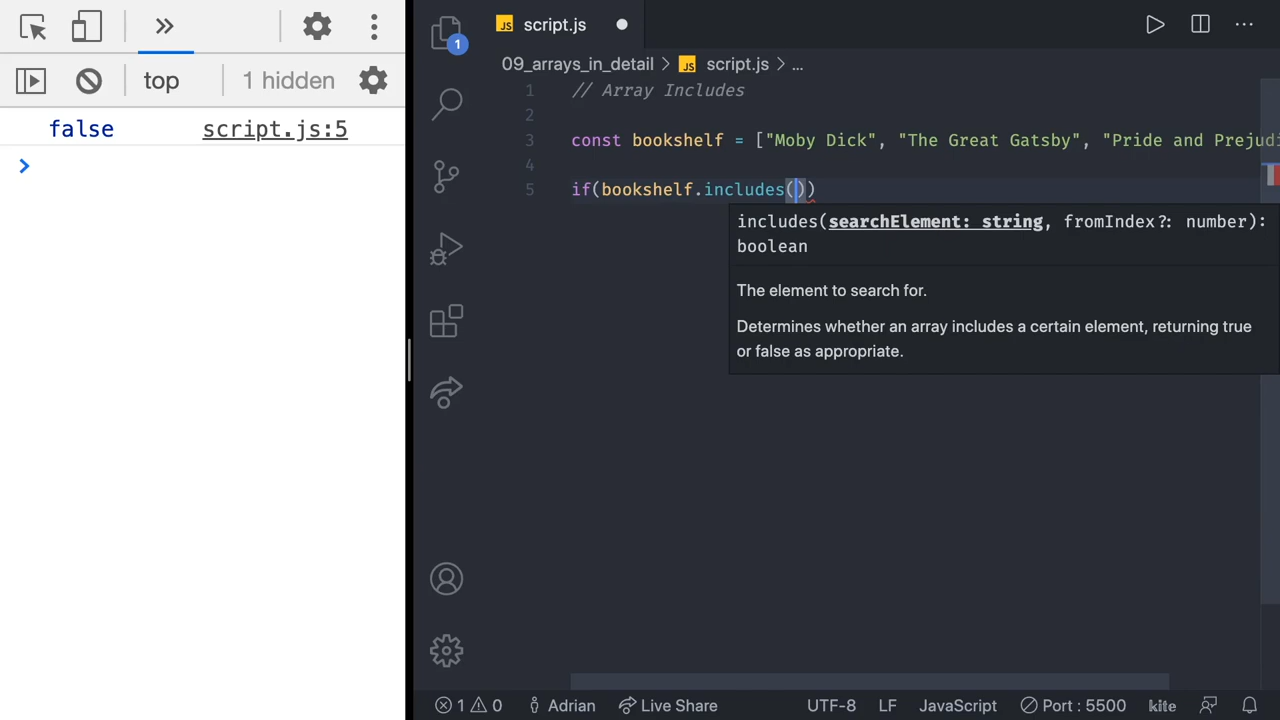 top
1 hidden
false script.js:5
script.js
1
09_arrays_in_detail > script.js > ...
1 // Array Includes
2
3 const bookshelf = ["Moby Dick", "The Great Gatsby", "Pride and Prejudi
4
5 if(bookshelf.includes())
includes(searchElement: string, fromIndex?: number):
boolean
The element to search for.
Determines whether an array includes a certain element, returning true
or false as appropriate.
1 0 Adrian Live Share UTF-8 LF JavaScript Port : 5500 kite